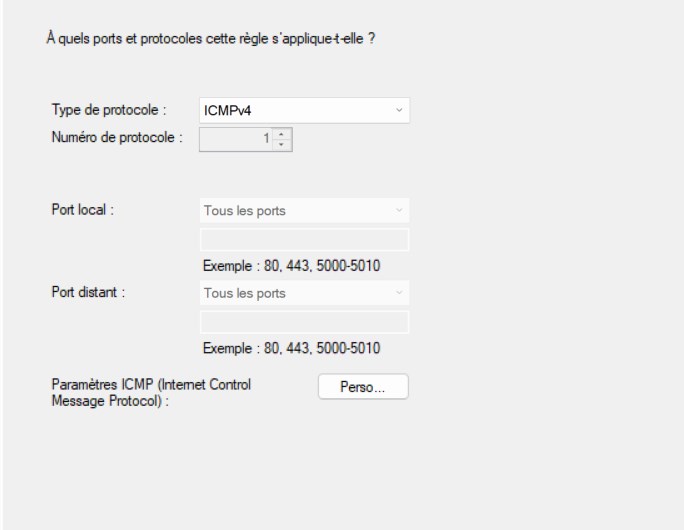 À quels ports et protocoles cette règle s'applique-t-elle ?
Type de protocole :
ICMPv4
Numéro de protocole :
1
Port local :
Tous les ports
Exemple : 80, 443, 5000-5010
Port distant :
Tous les ports
Exemple : 80, 443, 5000-5010
Paramètres ICMP (Internet Control
Message Protocol) :
Perso...